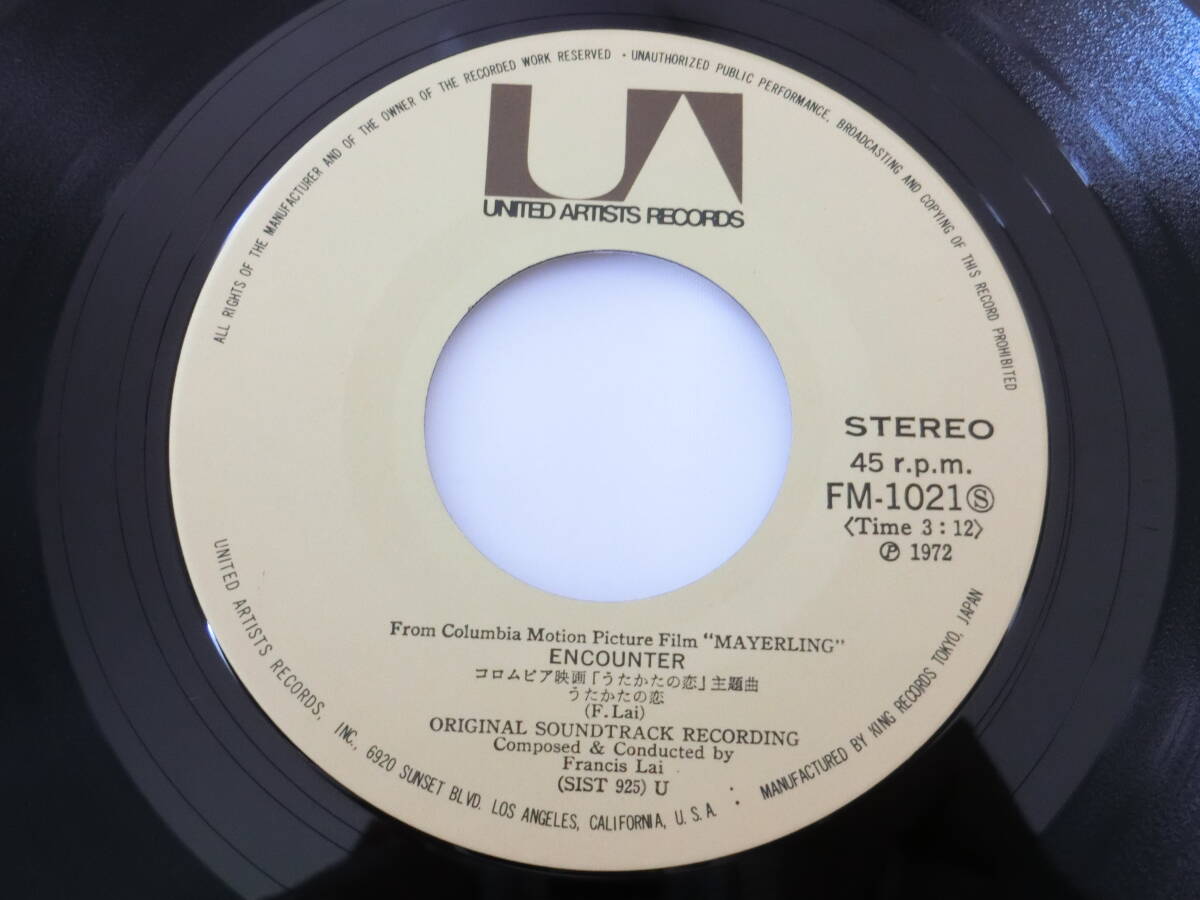 ALL RIGHTS OF THE MANUFACTURER AND OF THE OWNER OF THE RECORDED WORK RESERVED • UNAUTHORIZED PUBLIC PERFORMANCE, BROADCASTING AND COPYING OF THIS RECORD PROHIBITED
UA
UNITED ARTISTS RECORDS
STEREO
45 r.p.m.
FM-1021Ⓢ
〈Time 3:12〉
Ⓟ 1972
From Columbia Motion Picture Film "MAYERLING"
ENCOUNTER
コロムビア映画「うたかたの恋」主題曲
うたかたの恋
(F. Lai)
ORIGINAL SOUNDTRACK RECORDING
Composed & Conducted by
Francis Lai
(SIST 925) U
UNITED ARTISTS RECORDS, INC., 6920 SUNSET BLVD. LOS ANGELES, CALIFORNIA, U.S.A. • MANUFACTURED BY KING RECORDS TOKYO, JAPAN